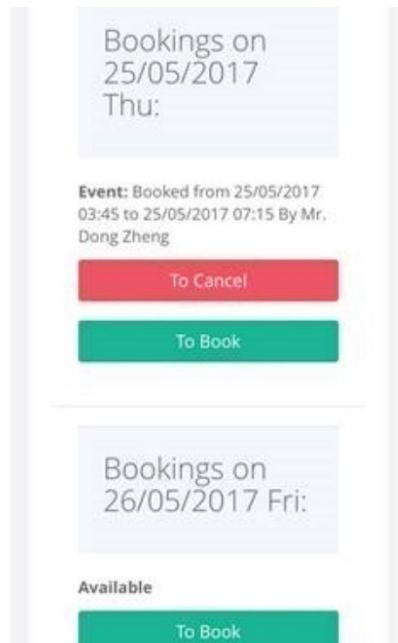 Bookings on
25/05/2017
Thu:
Event: Booked from 25/05/2017
03:45 to 25/05/2017 07:15 By Mr.
Dong Zheng
To Cancel
To Book
Bookings on
26/05/2017 Fri:
Available
To Book